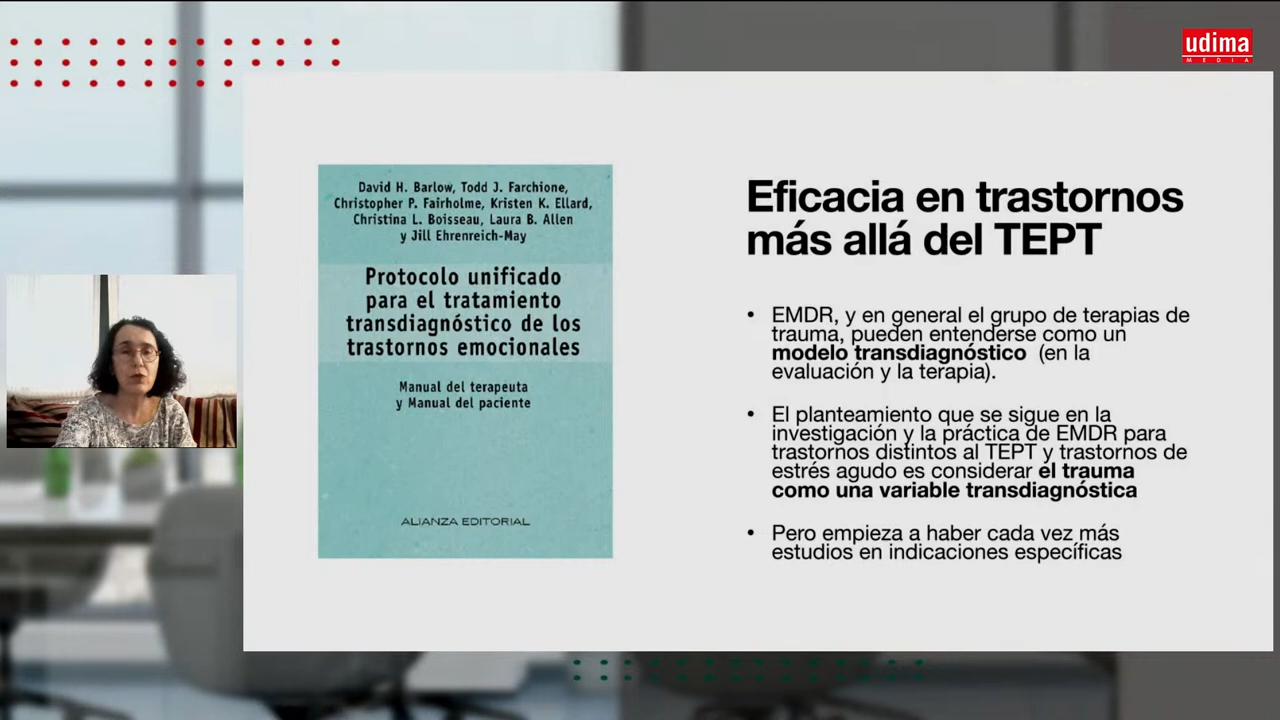 udima
MEDIA
David H. Barlow, Todd J. Farchione,
Christopher P. Fairholme, Kristen K. Ellard,
Christina L. Boisseau, Laura B. Allen
y Jill Ehrenreich-May
Protocolo unificado
para el tratamiento
transdiagnóstico de los
trastornos emocionales
Manual del terapeuta
y Manual del paciente
ALIANZA EDITORIAL
Eficacia en trastornos
más allá del TEPT
• EMDR, y en general el grupo de terapias de
trauma, pueden entenderse como un
modelo transdiagnóstico (en la
evaluación y la terapia).
• El planteamiento que se sigue en la
investigación y la práctica de EMDR para
trastornos distintos al TEPT y trastornos de
estrés agudo es considerar el trauma
como una variable transdiagnóstica
• Pero empieza a haber cada vez más
estudios en indicaciones específicas